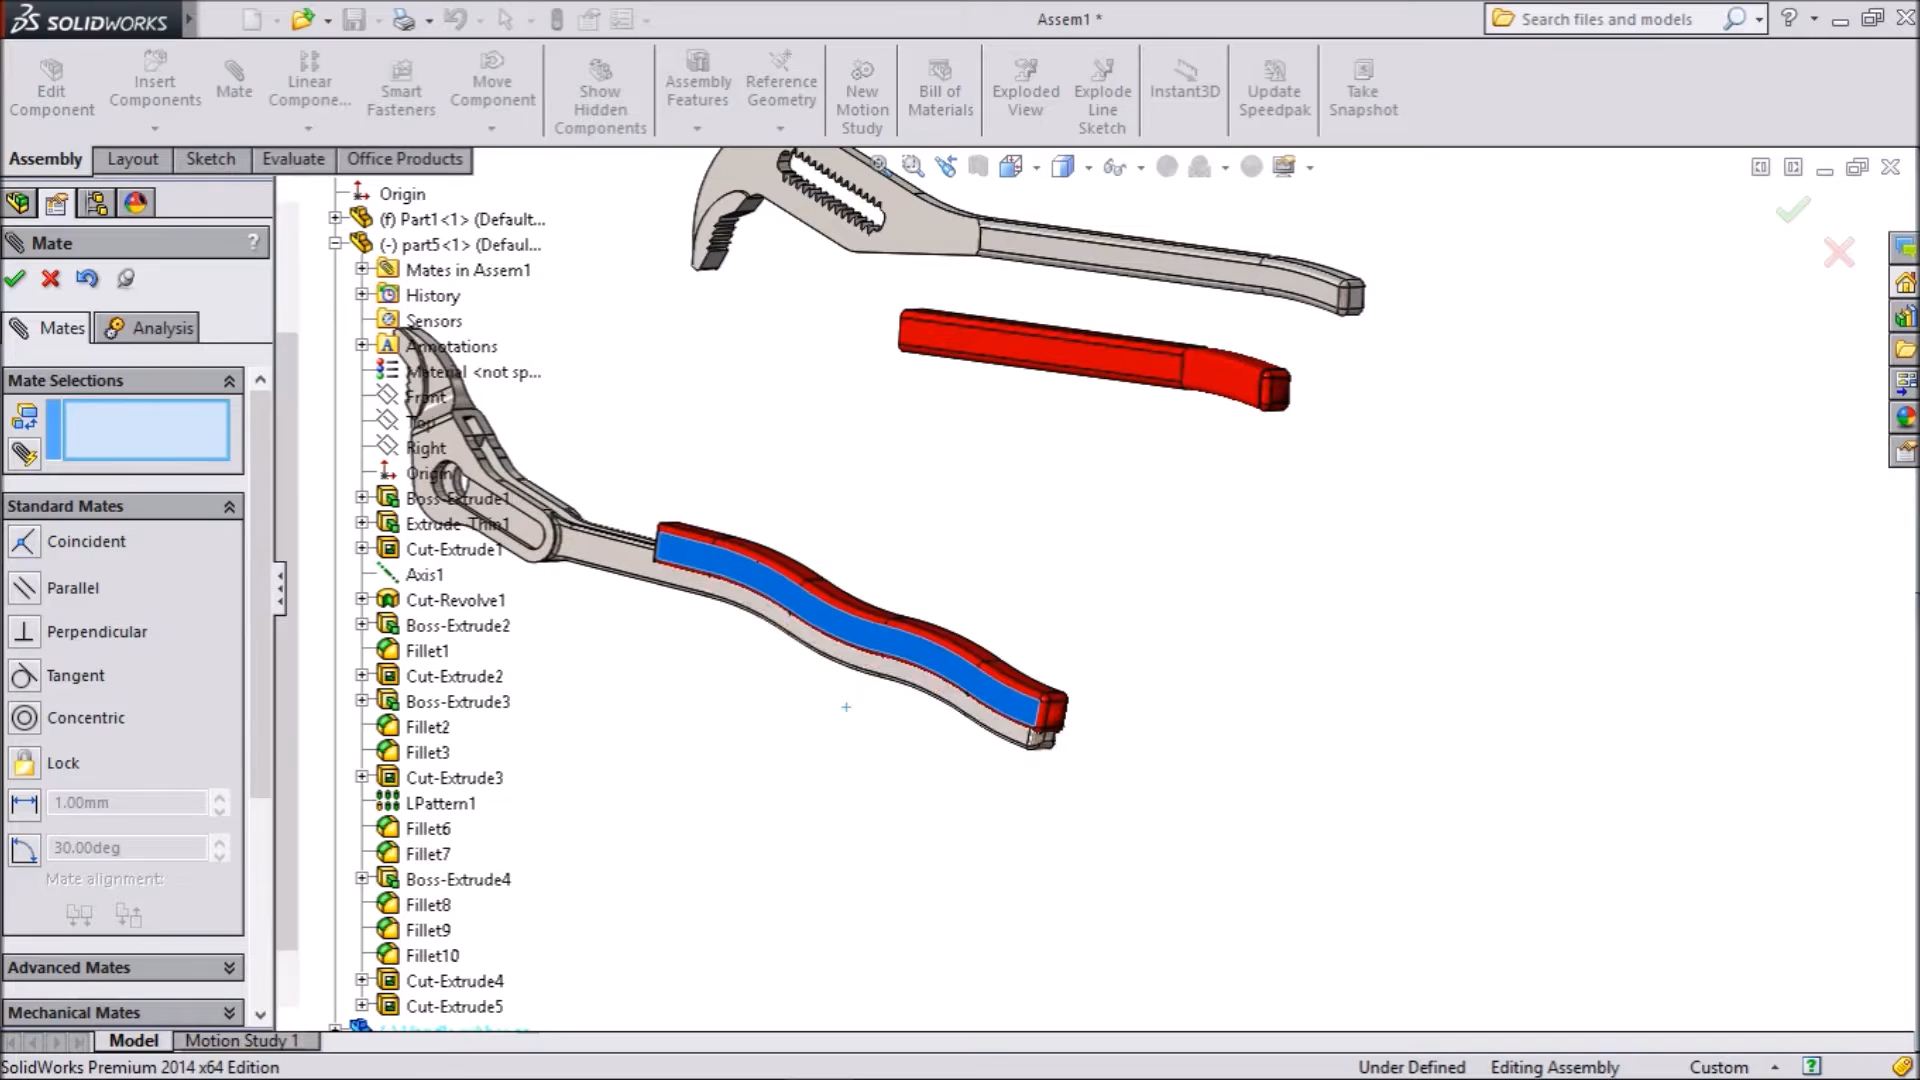 SOLIDWORKS
Assem1 *
Search files and models
Edit Component
Insert Components
Mate
Linear Compone...
Smart Fasteners
Move Component
Show Hidden Components
Assembly Features
Reference Geometry
New Motion Study
Bill of Materials
Exploded View
Explode Line Sketch
Instant3D
Update Speedpak
Take Snapshot
Assembly
Layout
Sketch
Evaluate
Office Products
Mate
?
Mates
Analysis
Mate Selections
Standard Mates
Coincident
Parallel
Perpendicular
Tangent
Concentric
Lock
1.00mm
30.00deg
Mate alignment:
Advanced Mates
Mechanical Mates
Origin
(f) Part1<1> (Default...
(-) part5<1> (Defaul...
Mates in Assem1
History
Sensors
Annotations
Material <not sp...
Front
Top
Right
Origin
Boss-Extrude1
Extrude-Thin1
Cut-Extrude1
Axis1
Cut-Revolve1
Boss-Extrude2
Fillet1
Cut-Extrude2
Boss-Extrude3
Fillet2
Fillet3
Cut-Extrude3
LPattern1
Fillet6
Fillet7
Boss-Extrude4
Fillet8
Fillet9
Fillet10
Cut-Extrude4
Cut-Extrude5
Model
Motion Study 1
SolidWorks Premium 2014 x64 Edition
Under Defined
Editing Assembly
Custom
?